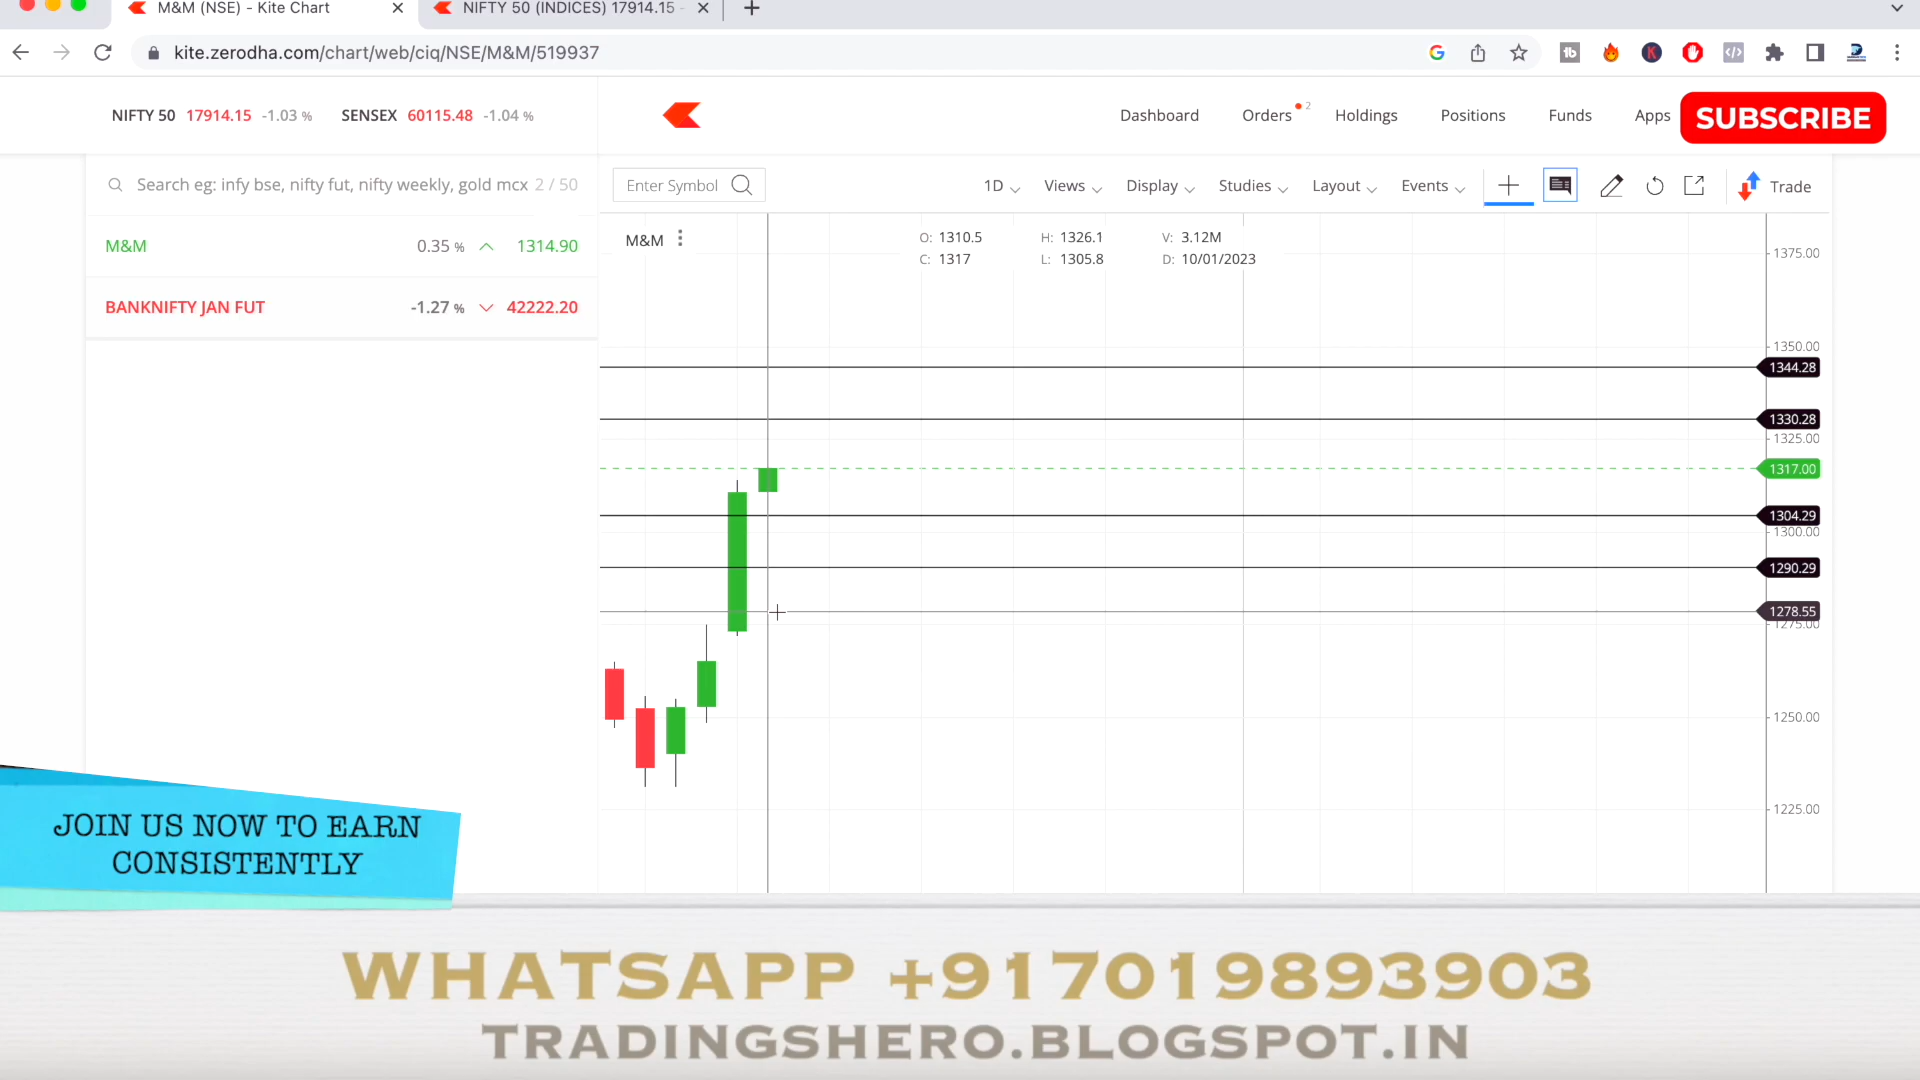 M&M (NSE) - Kite Chart
NIFTY 50 (INDICES) 17914.15 -
kite.zerodha.com/chart/web/ciq/NSE/M&M/519937
NIFTY 50 17914.15 -1.03 % SENSEX 60115.48 -1.04 %
Dashboard Orders 2 Holdings Positions Funds Apps
SUBSCRIBE
Search eg: infy bse, nifty fut, nifty weekly, gold mcx 2 / 50
M&M 0.35 % 1314.90
BANKNIFTY JAN FUT -1.27 % 42222.20
Enter Symbol 1D Views Display Studies Layout Events Trade
M&M
O: 1310.5 H: 1326.1 V: 3.12M
C: 1317 L: 1305.8 D: 10/01/2023
1375.00
1350.00
1344.28
1330.28
1325.00
1317.00
1304.29
1300.00
1290.29
1278.55
1275.00
1250.00
1225.00
JOIN US NOW TO EARN
CONSISTENTLY
WHATSAPP +917019893903
TRADINGSHERO.BLOGSPOT.IN